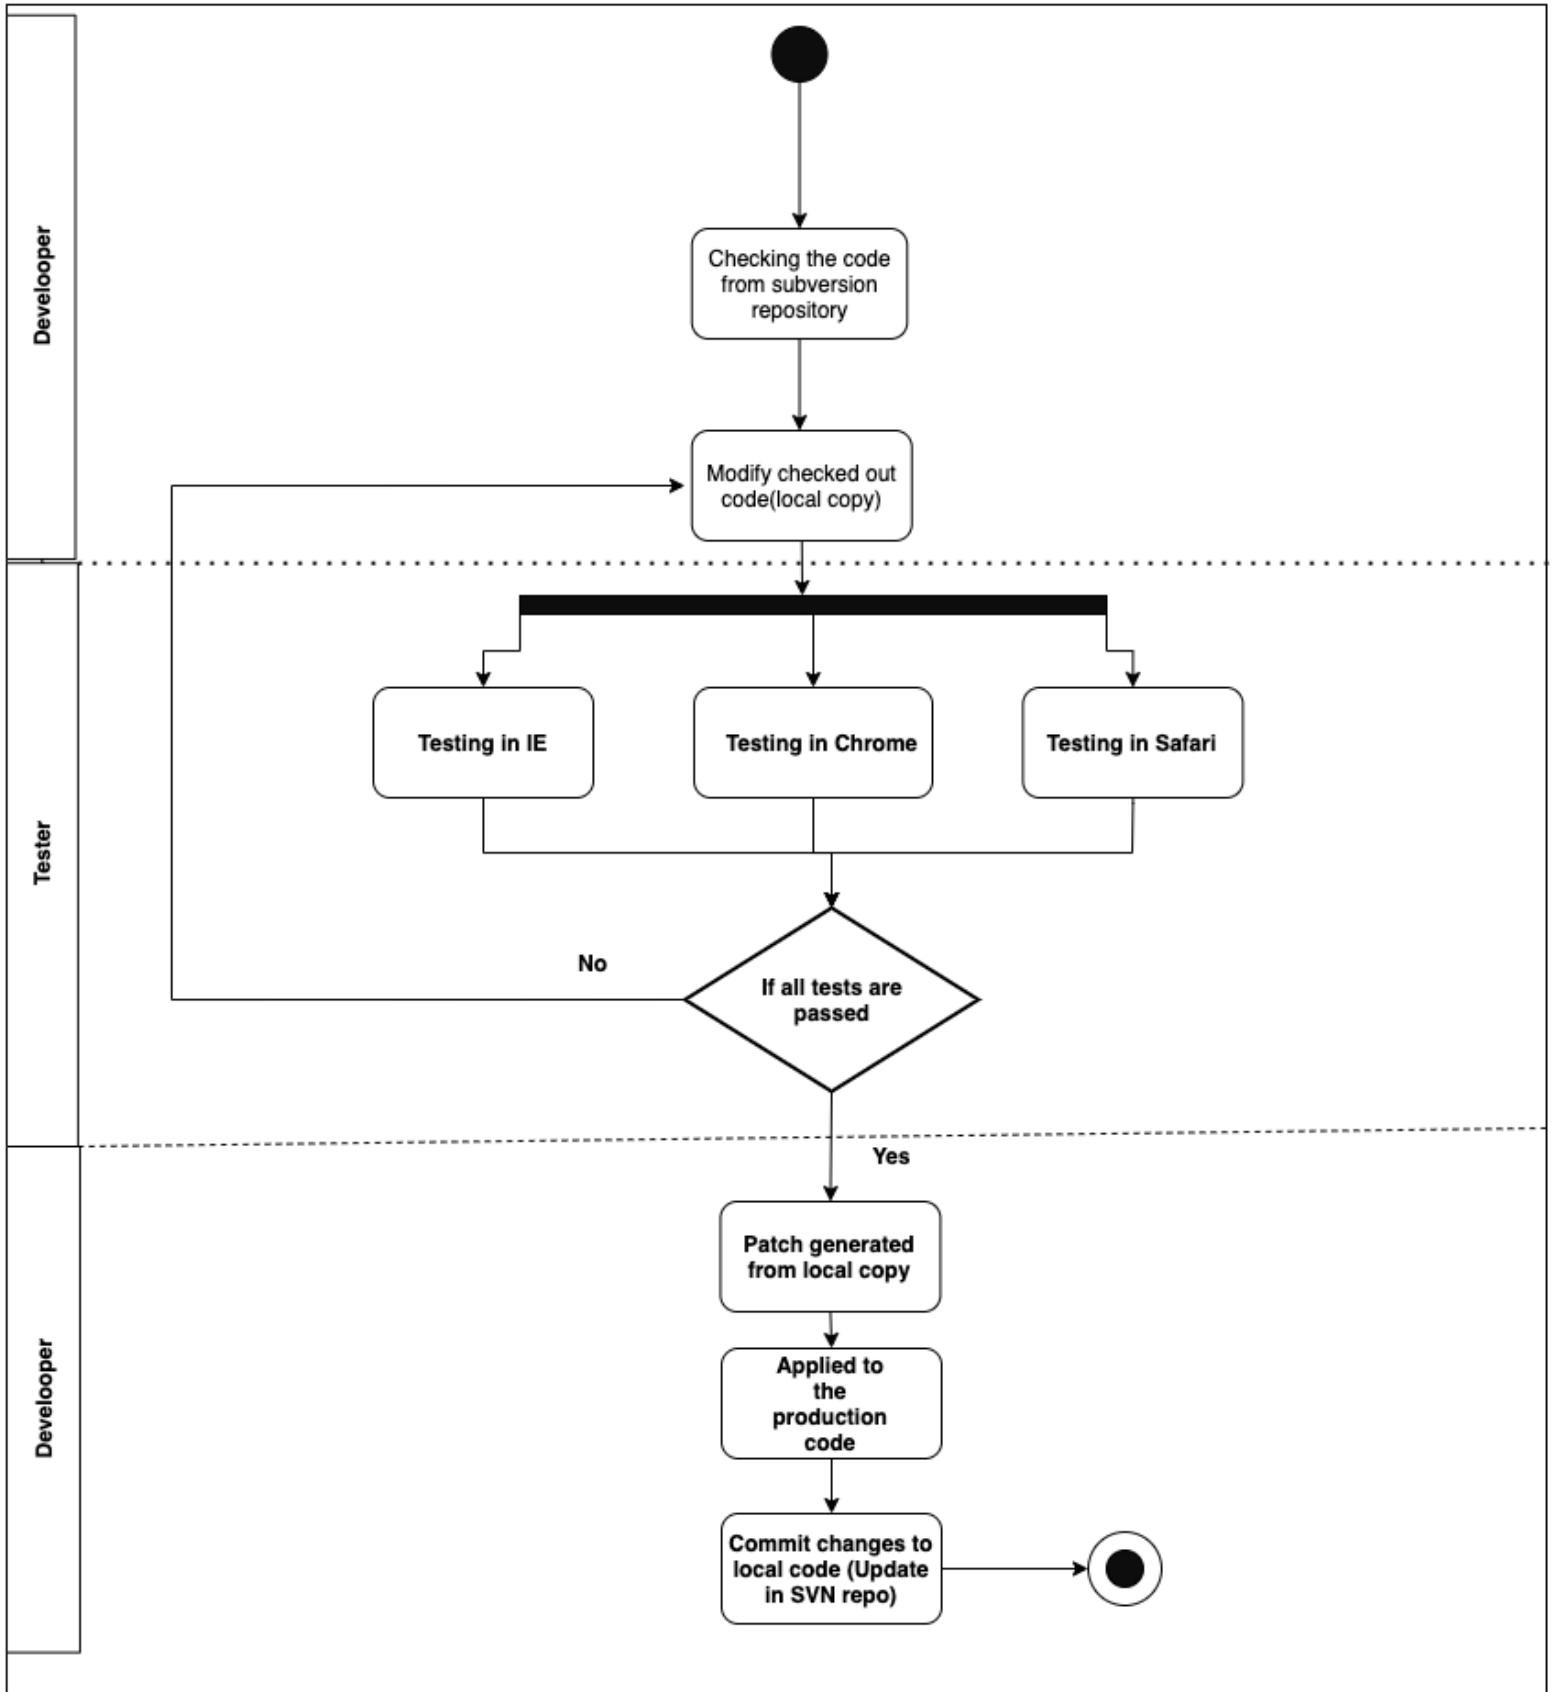 Develooper
Checking the code
from subversion
repository
Modify checked out
code(local copy)
Tester
Testing in IE
Testing in Chrome
Testing in Safari
No
If all tests are
passed
Yes
Develooper
Patch generated
from local copy
Applied to
the
production
code
Commit changes to
local code (Update
in SVN repo)